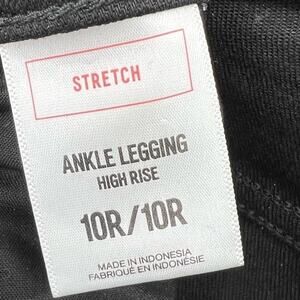 STRETCH
ANKLE LEGGING
HIGH RISE
10R/10R
MADE IN INDONESIA
FABRIQUÉ EN INDONÉSIE